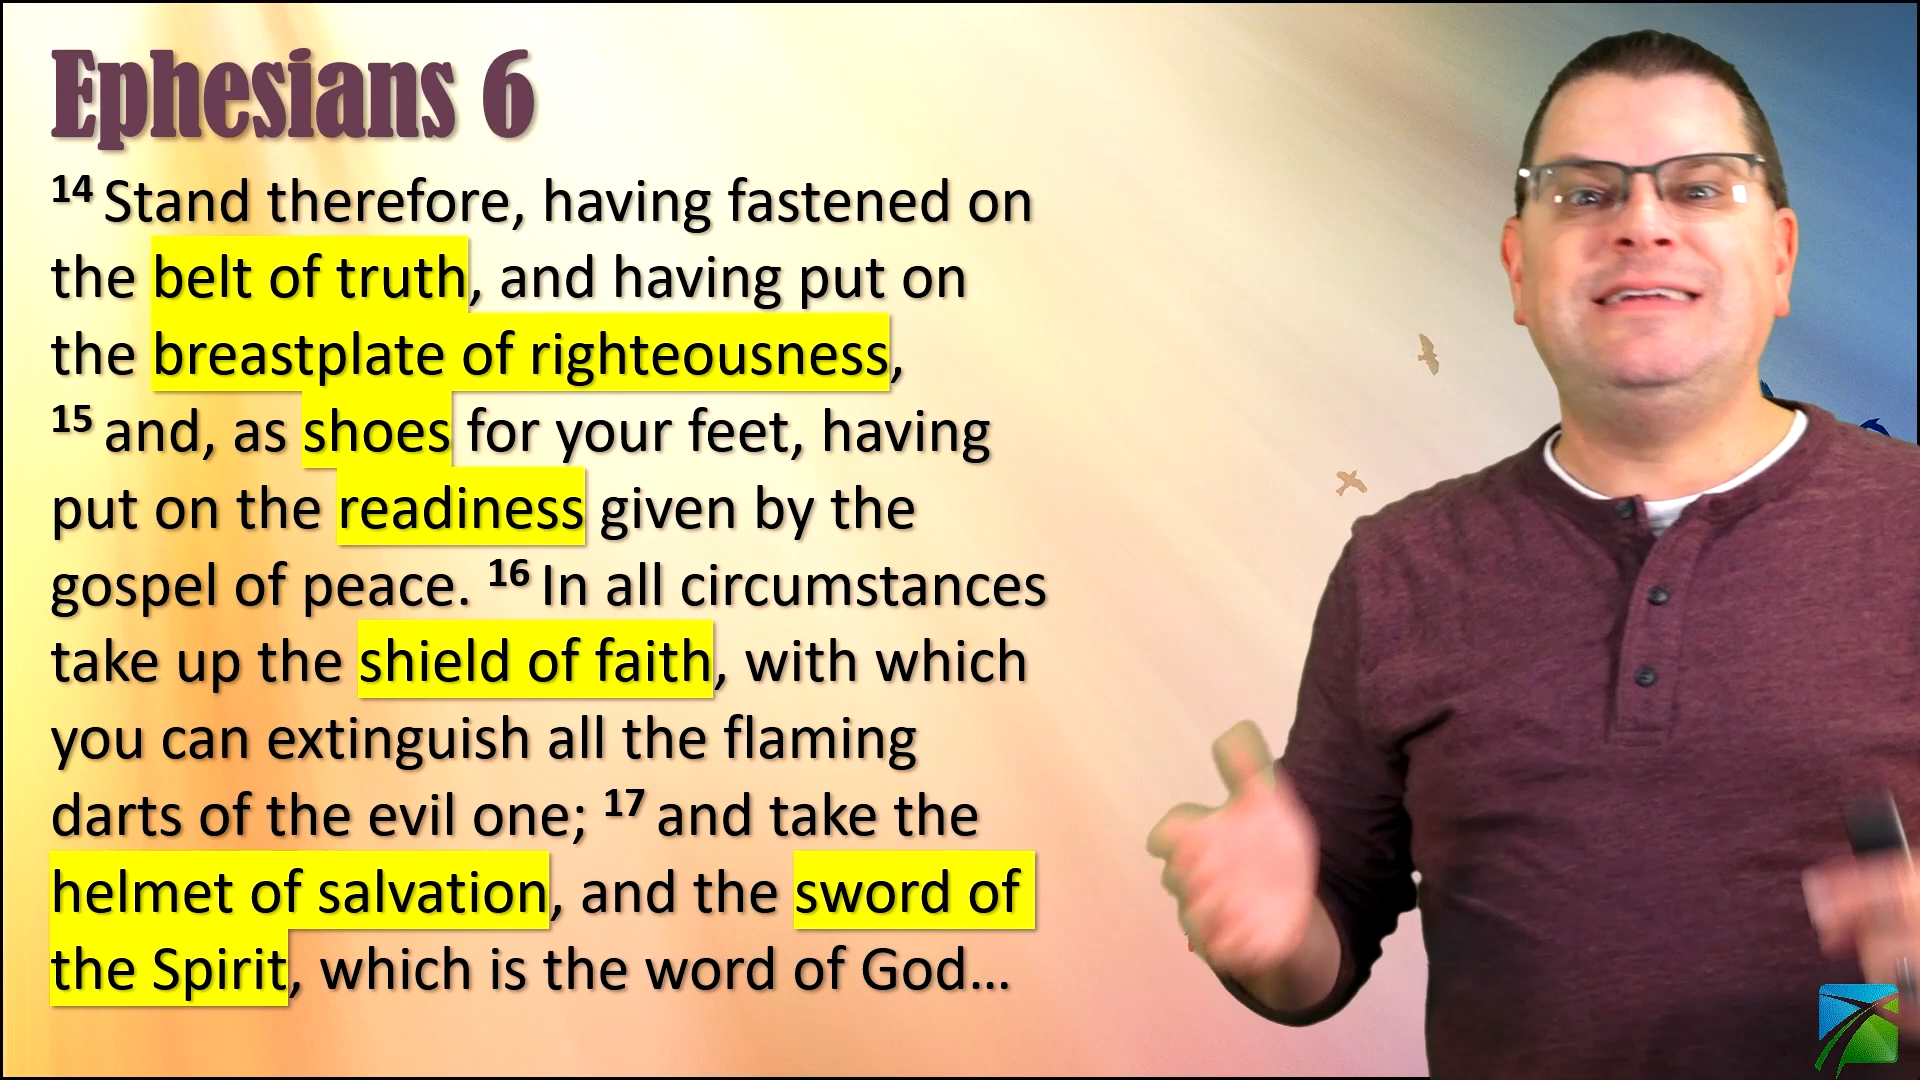 Ephesians 6
14 Stand therefore, having fastened on
the belt of truth, and having put on
the breastplate of righteousness,
15 and, as shoes for your feet, having
put on the readiness given by the
gospel of peace. 16 In all circumstances
take up the shield of faith, with which
you can extinguish all the flaming
darts of the evil one; 17 and take the
helmet of salvation, and the sword of
the Spirit, which is the word of God…